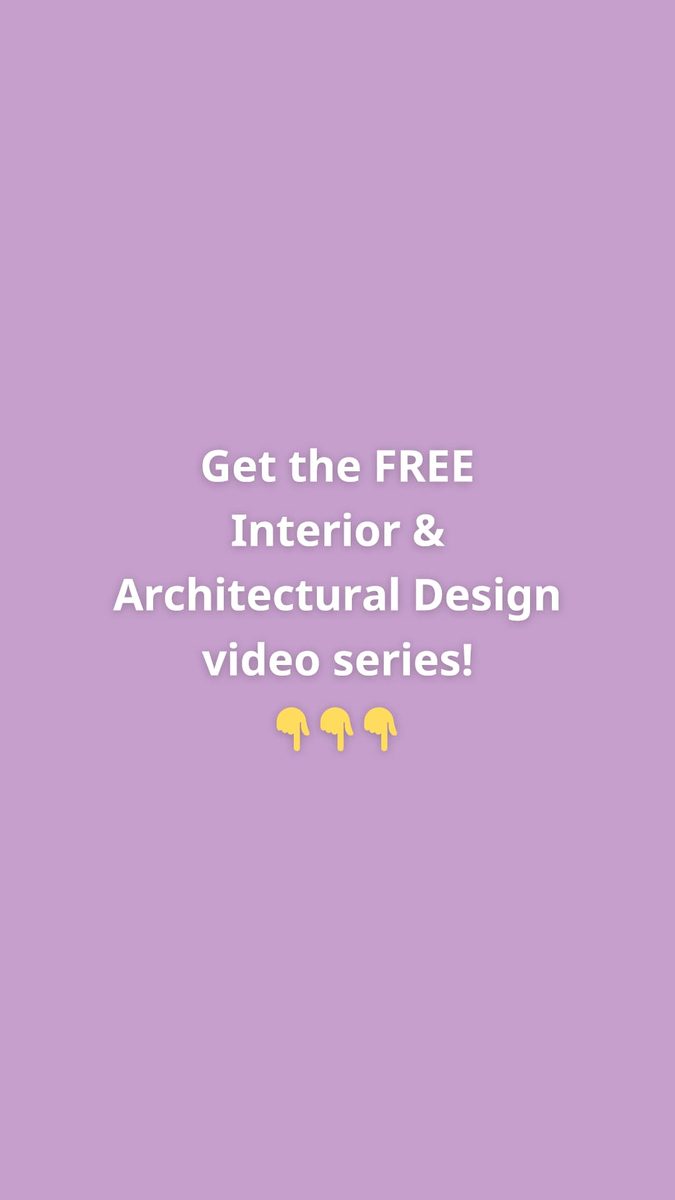 Get the FREE
Interior &
Architectural Design
video series!
👇👇👇